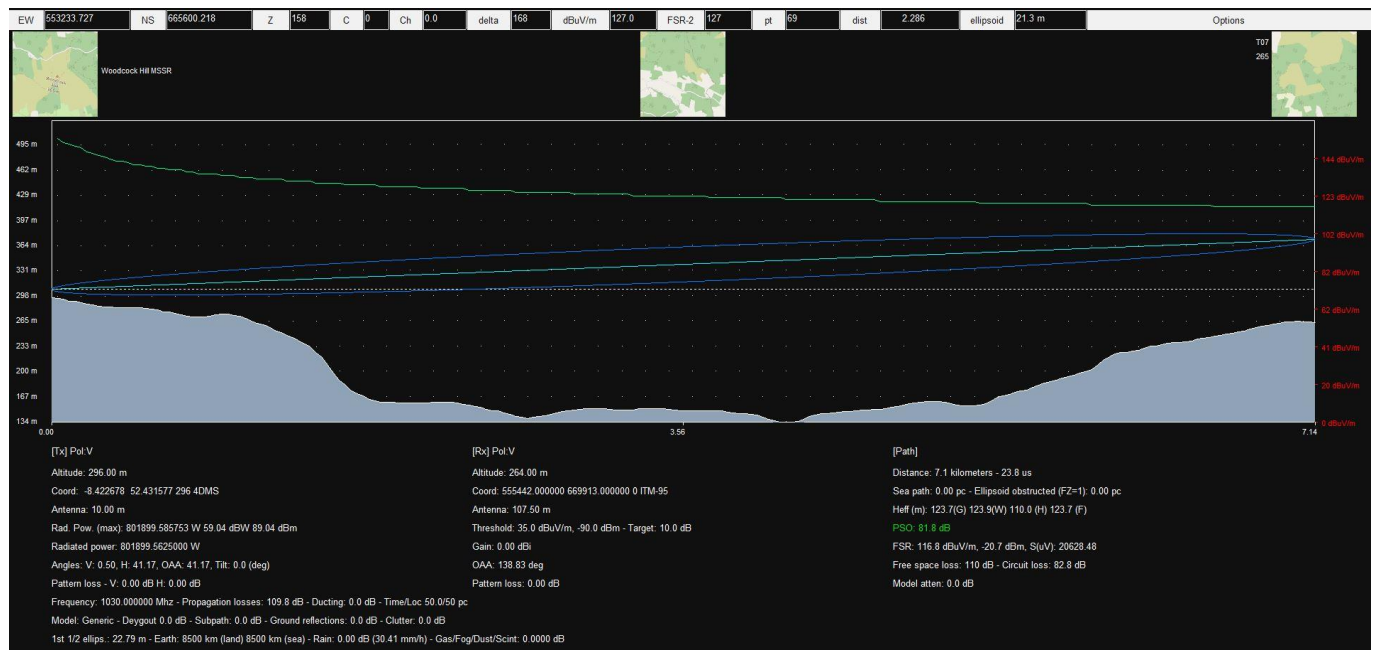 EW 553233.727 NS 665600.218 Z 158 C 0 Ch 0.0 delta 168 dBuV/m 127.0 FSR-2 127 pt 69 dist 2.286 ellipsoid 21.3 m Options
Woodcock Hill MSSR
T07
265
495 m
462 m
429 m
397 m
364 m
331 m
298 m
265 m
233 m
200 m
167 m
134 m
144 dBuV/m
123 dBuV/m
102 dBuV/m
82 dBuV/m
62 dBuV/m
41 dBuV/m
20 dBuV/m
0 dBuV/m
0.00 3.56 7.14
[Tx] Pol:V
Altitude: 296.00 m
Coord: -8.422678 52.431577 296 4DMS
Antenna: 10.00 m
Rad. Pow. (max): 801899.585753 W 59.04 dBW 89.04 dBm
Radiated power: 801899.5625000 W
Angles: V: 0.50, H: 41.17, OAA: 41.17, Tilt: 0.0 (deg)
Pattern loss - V: 0.00 dB H: 0.00 dB
Frequency: 1030.000000 Mhz - Propagation losses: 109.8 dB - Ducting: 0.0 dB - Time/Loc 50.0/50 pc
Model: Generic - Deygout 0.0 dB - Subpath: 0.0 dB - Ground reflections: 0.0 dB - Clutter: 0.0 dB
1st 1/2 ellips.: 22.79 m - Earth: 8500 km (land) 8500 km (sea) - Rain: 0.00 dB (30.41 mm/h) - Gas/Fog/Dust/Scint: 0.0000 dB
[Rx] Pol:V
Altitude: 264.00 m
Coord: 555442.000000 669913.000000 0 ITM-95
Antenna: 107.50 m
Threshold: 35.0 dBuV/m, -90.0 dBm - Target: 10.0 dB
Gain: 0.00 dBi
OAA: 138.83 deg
Pattern loss: 0.00 dB
[Path]
Distance: 7.1 kilometers - 23.8 us
Sea path: 0.00 pc - Ellipsoid obstructed (FZ=1): 0.00 pc
Heff (m): 123.7(G) 123.9(W) 110.0 (H) 123.7 (F)
PSO: 81.8 dB
FSR: 116.8 dBuV/m, -20.7 dBm, S(uV): 20628.48
Free space loss: 110 dB - Circuit loss: 82.8 dB
Model atten: 0.0 dB